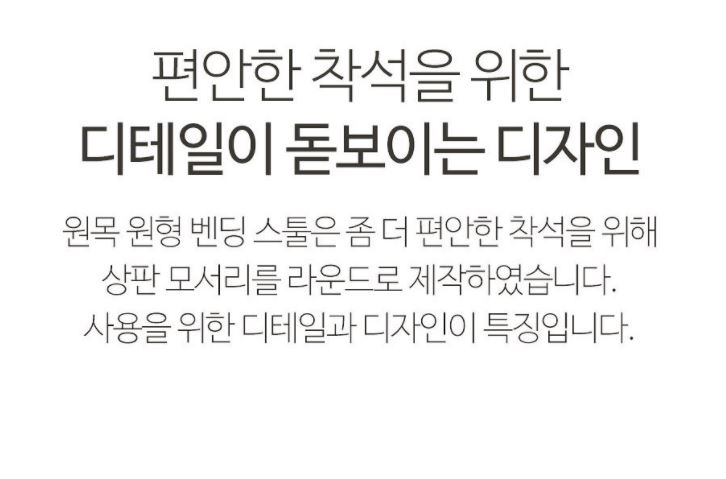 편안한 착석을 위한
디테일이 돋보이는 디자인
원목 원형 벤딩 스툴은 좀 더 편안한 착석을 위해
상판 모서리를 라운드로 제작하였습니다.
사용을 위한 디테일과 디자인이 특징입니다.